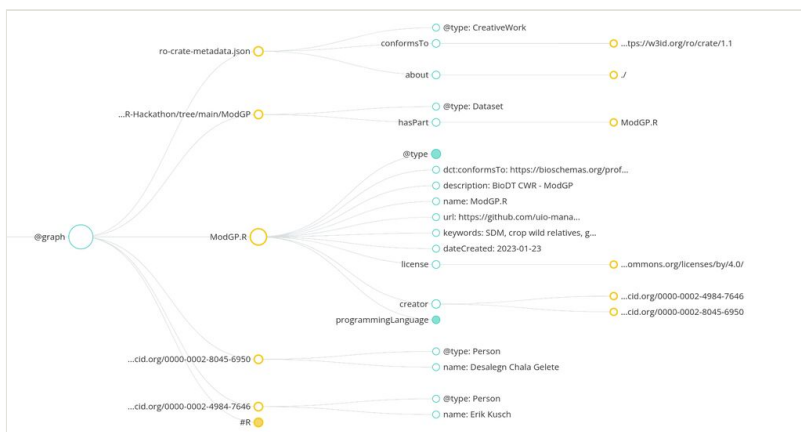 @type: CreativeWork
conformsTo
...tps://w3id.org/ro/crate/1.1
ro-crate-metadata.json
about
./
@type: Dataset
...R-Hackathon/tree/main/ModGP
hasPart
ModGP.R
@type
dct:conformsTo: https://bioschemas.org/prof...
description: BioDT CWR - ModGP
name: ModGP.R
url: https://github.com/uio-mana...
@graph
ModGP.R
keywords: SDM, crop wild relatives, g...
dateCreated: 2023-01-23
license
...ommons.org/licenses/by/4.0/
creator
...cid.org/0000-0002-4984-7646
...cid.org/0000-0002-8045-6950
programmingLanguage
...cid.org/0000-0002-8045-6950
@type: Person
name: Desalegn Chala Gelete
...cid.org/0000-0002-4984-7646
@type: Person
name: Erik Kusch
#R